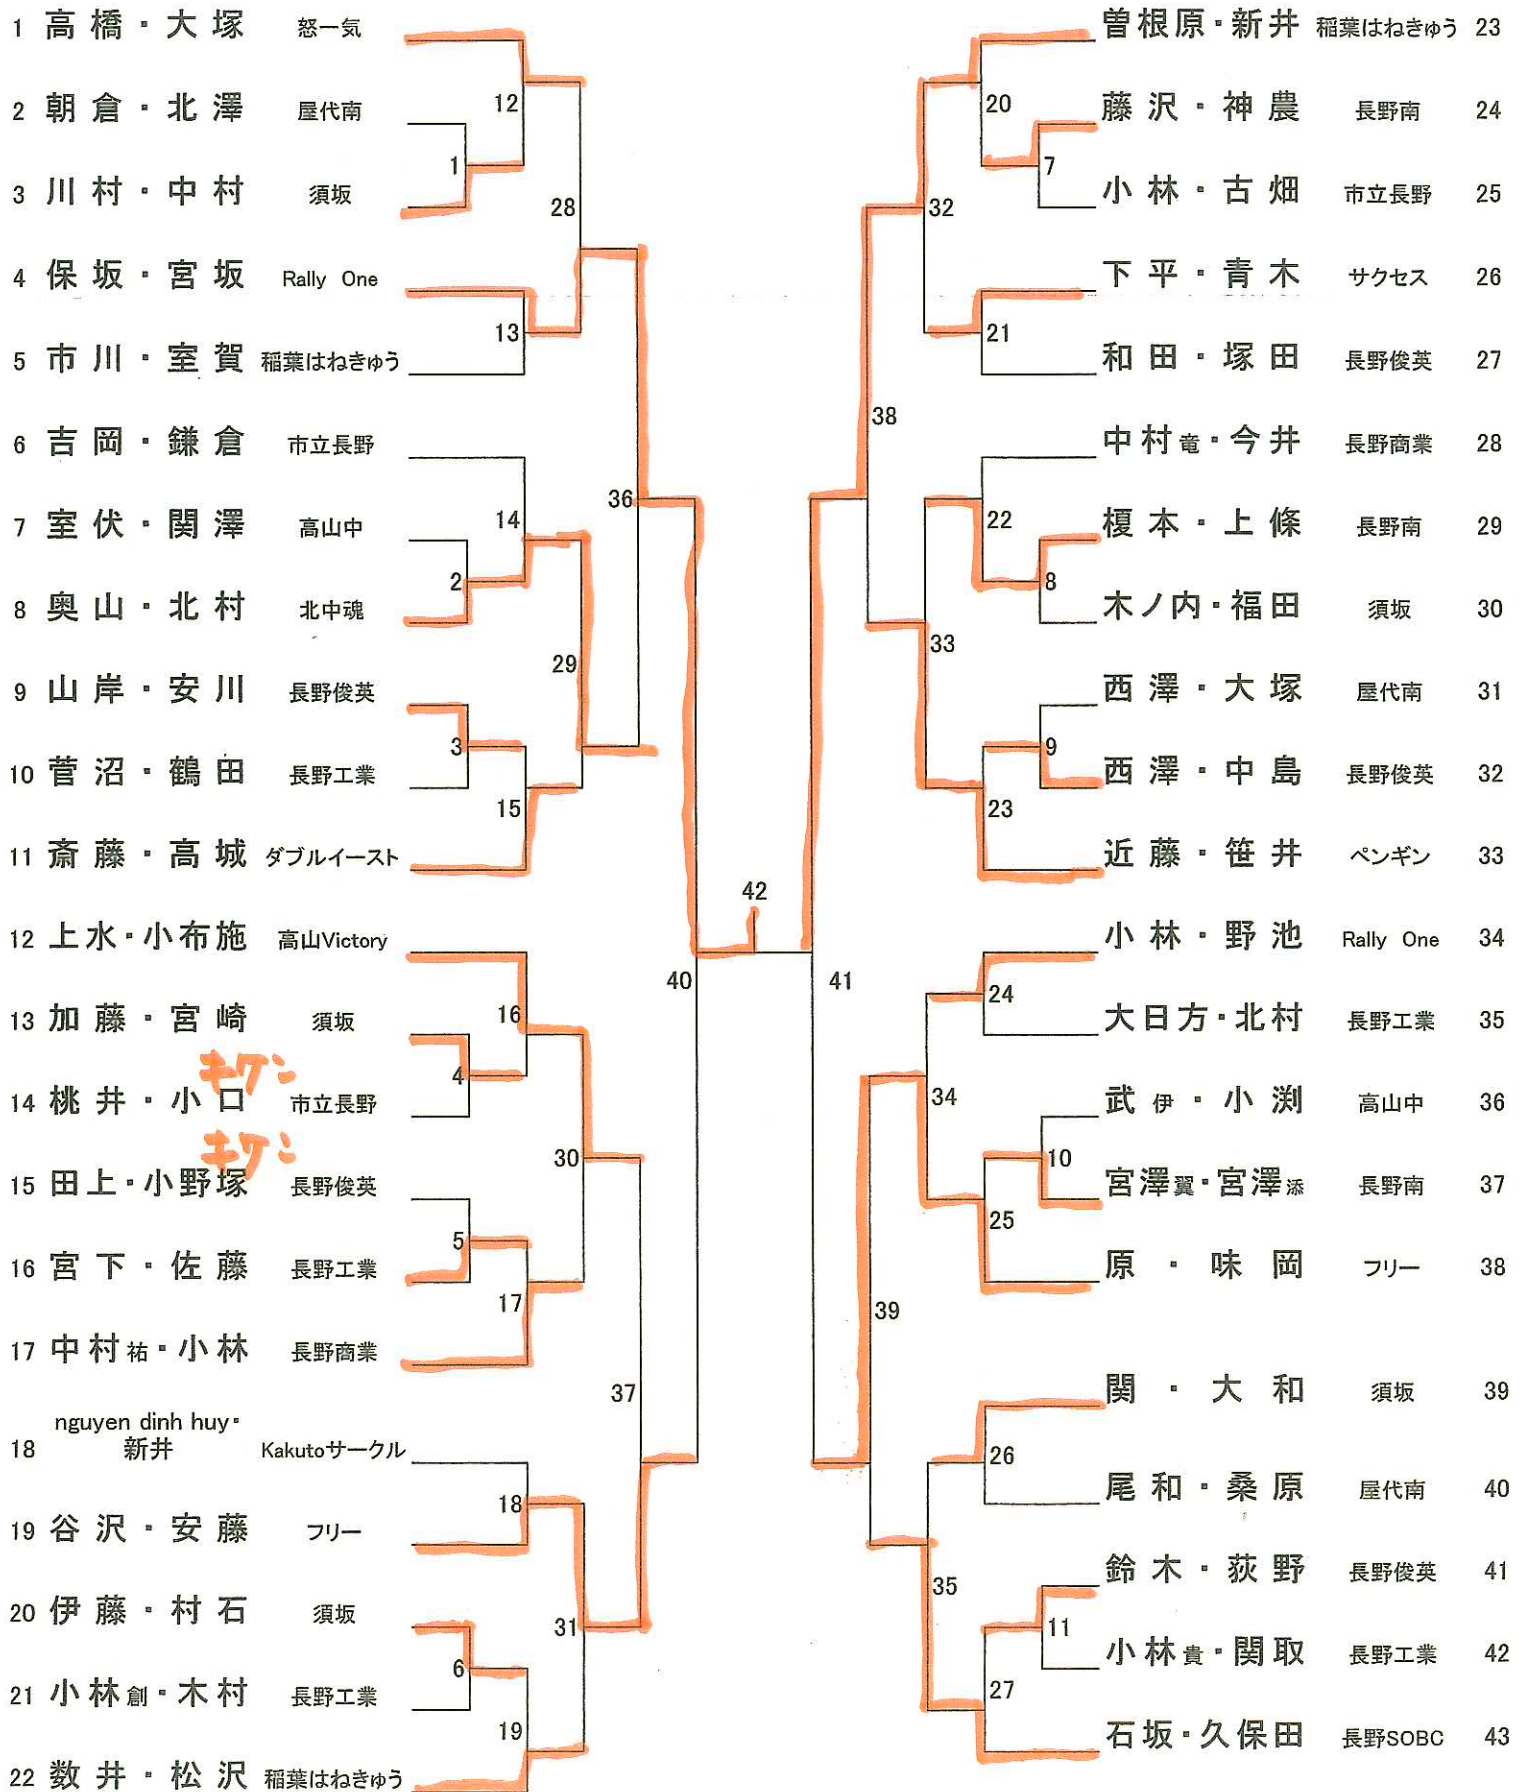 1 高橋・大塚 怒一気
2 朝倉・北澤 屋代南
3 川村・中村 須坂
4 保坂・宮坂 Rally One
5 市川・室賀 稲葉はねきゅう
6 吉岡・鎌倉 市立長野
7 室伏・関澤 高山中
8 奥山・北村 北中魂
9 山岸・安川 長野俊英
10 菅沼・鶴田 長野工業
11 斎藤・高城 ダブルイースト
12 上水・小布施 高山Victory
13 加藤・宮崎 須坂
キケン
14 桃井・小口 市立長野
キケン
15 田上・小野塚 長野俊英
16 宮下・佐藤 長野工業
17 中村祐・小林 長野商業
nguyen dinh huy・
18 新井 Kakutoサークル
19 谷沢・安藤 フリー
20 伊藤・村石 須坂
21 小林創・木村 長野工業
22 数井・松沢 稲葉はねきゅう
12
1
28
13
36
14
2
29
3
15
16
4
30
5
17
37
18
31
6
19
40
42
41
20
7
32
21
38
22
8
33
9
23
24
34
10
25
39
26
35
11
27
曽根原・新井 稲葉はねきゅう 23
藤沢・神農 長野南 24
小林・古畑 市立長野 25
下平・青木 サクセス 26
和田・塚田 長野俊英 27
中村竜・今井 長野商業 28
榎本・上條 長野南 29
木ノ内・福田 須坂 30
西澤・大塚 屋代南 31
西澤・中島 長野俊英 32
近藤・笹井 ペンギン 33
小林・野池 Rally One 34
大日方・北村 長野工業 35
武伊・小渕 高山中 36
宮澤翼・宮澤添 長野南 37
原・味岡 フリー 38
関・大和 須坂 39
尾和・桑原 屋代南 40
鈴木・荻野 長野俊英 41
小林貴・関取 長野工業 42
石坂・久保田 長野SOBC 43